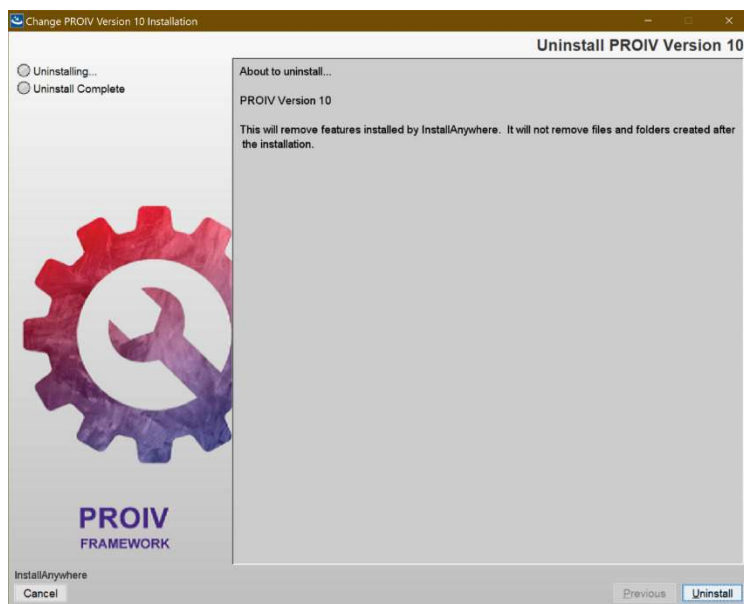 Change PROIV Version 10 Installation
Uninstall PROIV Version 10
Uninstalling...
Uninstall Complete
About to uninstall...
PROIV Version 10
This will remove features installed by InstallAnywhere.  It will not remove files and folders created after
the installation.
PROIV
FRAMEWORK
InstallAnywhere
Cancel
Previous
Uninstall